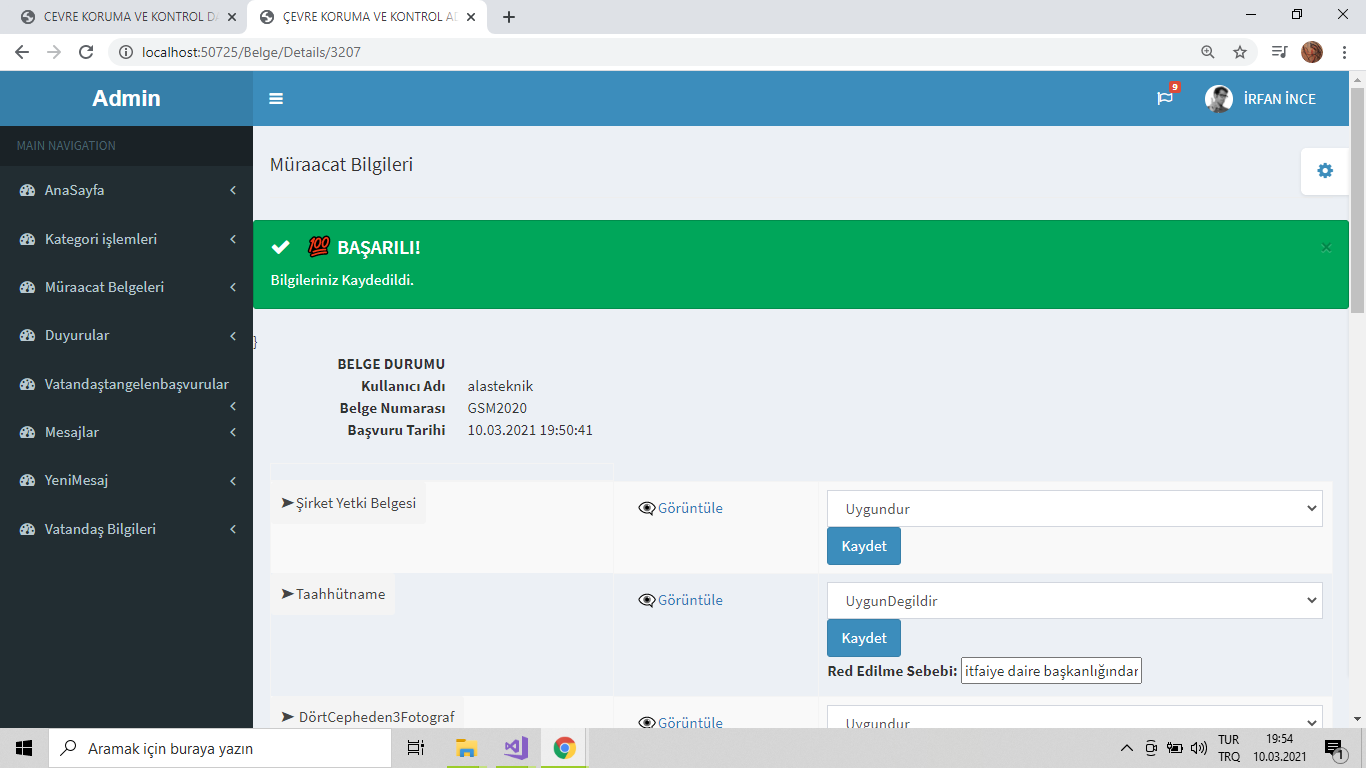 CEVRE KORUMA VE KONTROL DA
ÇEVRE KORUMA VE KONTROL AD
localhost:50725/Belge/Details/3207
Admin
9
İRFAN İNCE
MAIN NAVIGATION
AnaSayfa
Kategori işlemleri
Müraacat Belgeleri
Duyurular
Vatandaştangelenbaşvurular
Mesajlar
YeniMesaj
Vatandaş Bilgileri
Müraacat Bilgileri
💯 BAŞARILI!
×
Bilgileriniz Kaydedildi.
}
BELGE DURUMU
Kullanıcı Adı alasteknik
Belge Numarası GSM2020
Başvuru Tarihi 10.03.2021 19:50:41
➤Şirket Yetki Belgesi Görüntüle Uygundur
Kaydet
➤Taahhütname Görüntüle UygunDegildir
Kaydet
Red Edilme Sebebi: itfaiye daire başkanlığından
➤ DörtCepheden3Fotograf Görüntüle Uygundur
Aramak için buraya yazın
TUR
TRQ
19:54
10.03.2021
1